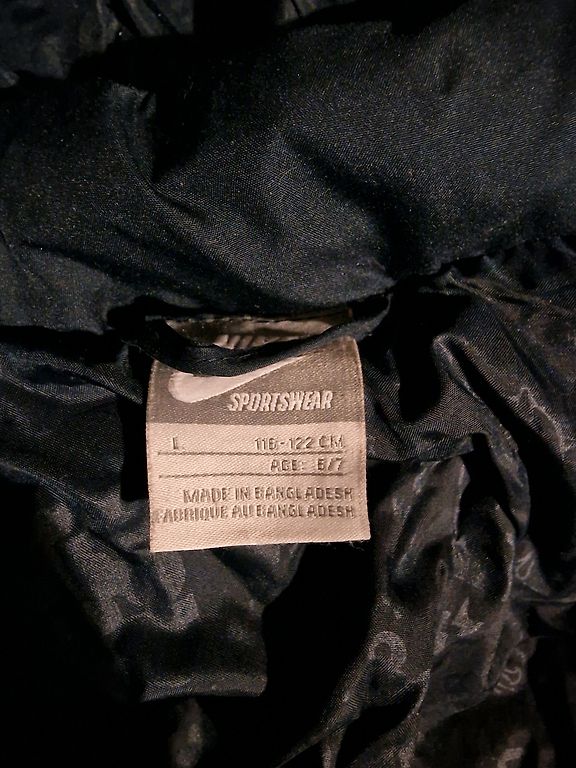 SPORTSWEAR
L 116-122 CM
AGE: 6/7
MADE IN BANGLADESH
FABRIQUE AU BANGLADESH